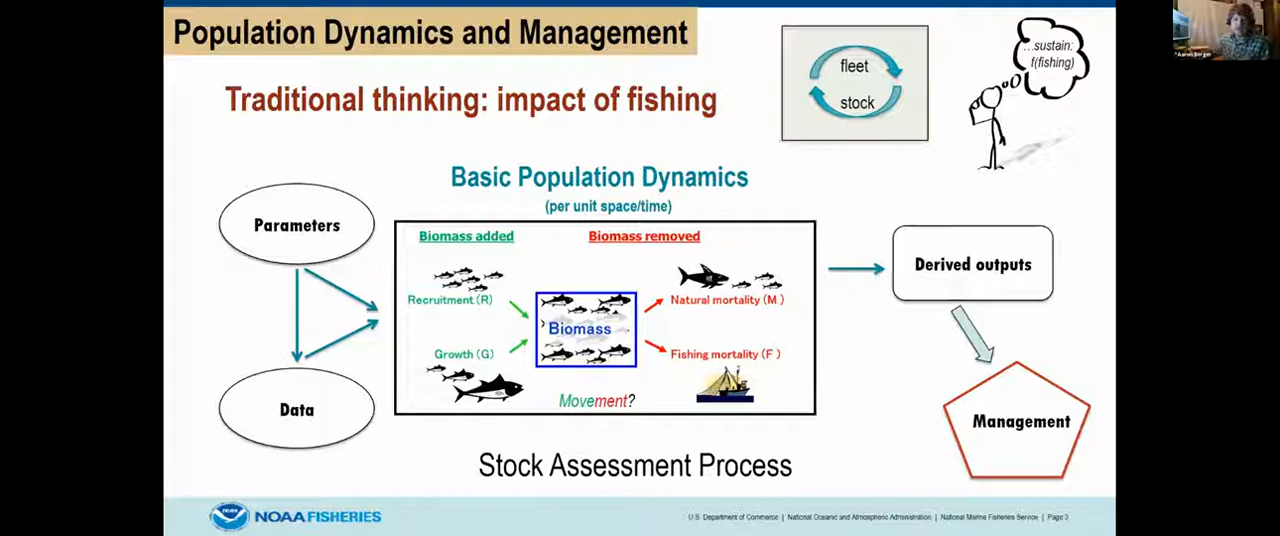 Population Dynamics and Management
Traditional thinking: impact of fishing
fleet
stock
...sustain:
f(fishing)
Aaron Berger
Basic Population Dynamics
(per unit space/time)
Parameters
Data
Biomass added
Biomass removed
Recruitment (R)
Natural mortality (M )
Biomass
Growth (G)
Fishing mortality (F )
Movement?
Derived outputs
Management
Stock Assessment Process
NOAA FISHERIES
U.S. Department of Commerce | National Oceanic and Atmospheric Administration | National Marine Fisheries Service | Page 3